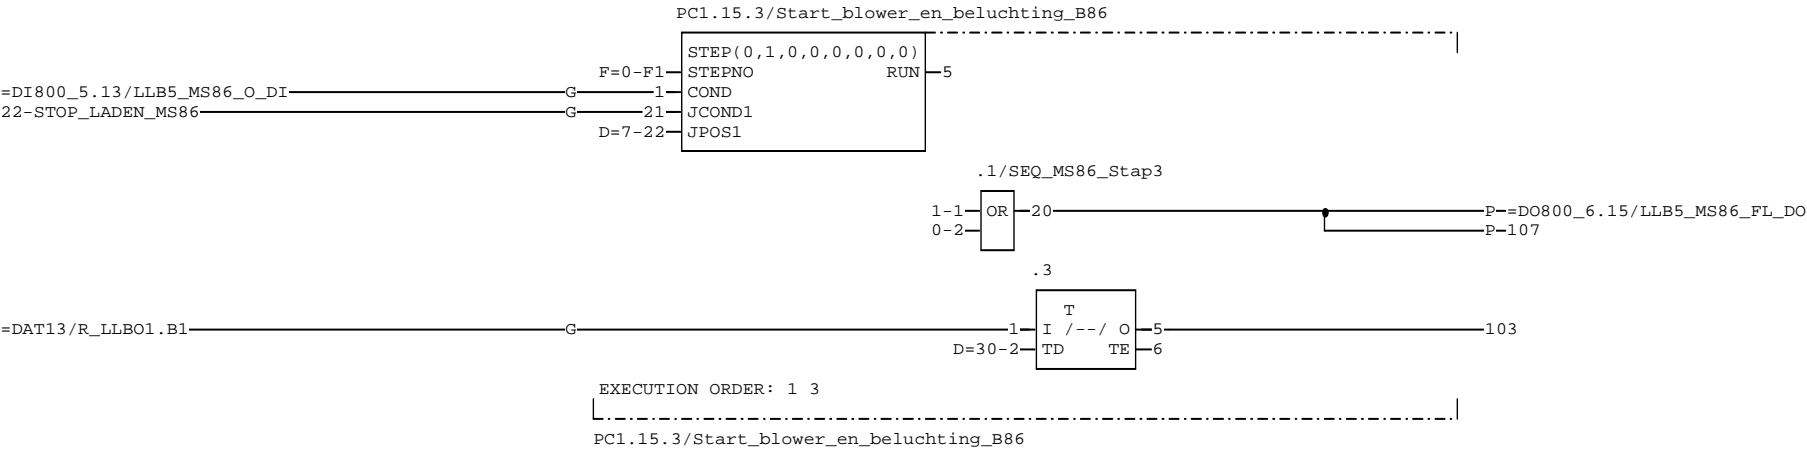 PC1.15.3/Start_blower_en_beluchting_B86
STEP(0,1,0,0,0,0,0,0)
F=0-F1 STEPNO RUN 5
=DI800_5.13/LLB5_MS86_O_DI G 1 COND
22-STOP_LADEN_MS86 G 21 JCOND1
D=7-22 JPOS1
.1/SEQ_MS86_Stap3
1-1 OR 20 P =DO800_6.15/LLB5_MS86_FL_DO
0-2 P 107
.3
T
=DAT13/R_LLBO1.B1 G 1 I /--/ O 5 103
D=30-2 TD TE 6
EXECUTION ORDER: 1 3
PC1.15.3/Start_blower_en_beluchting_B86